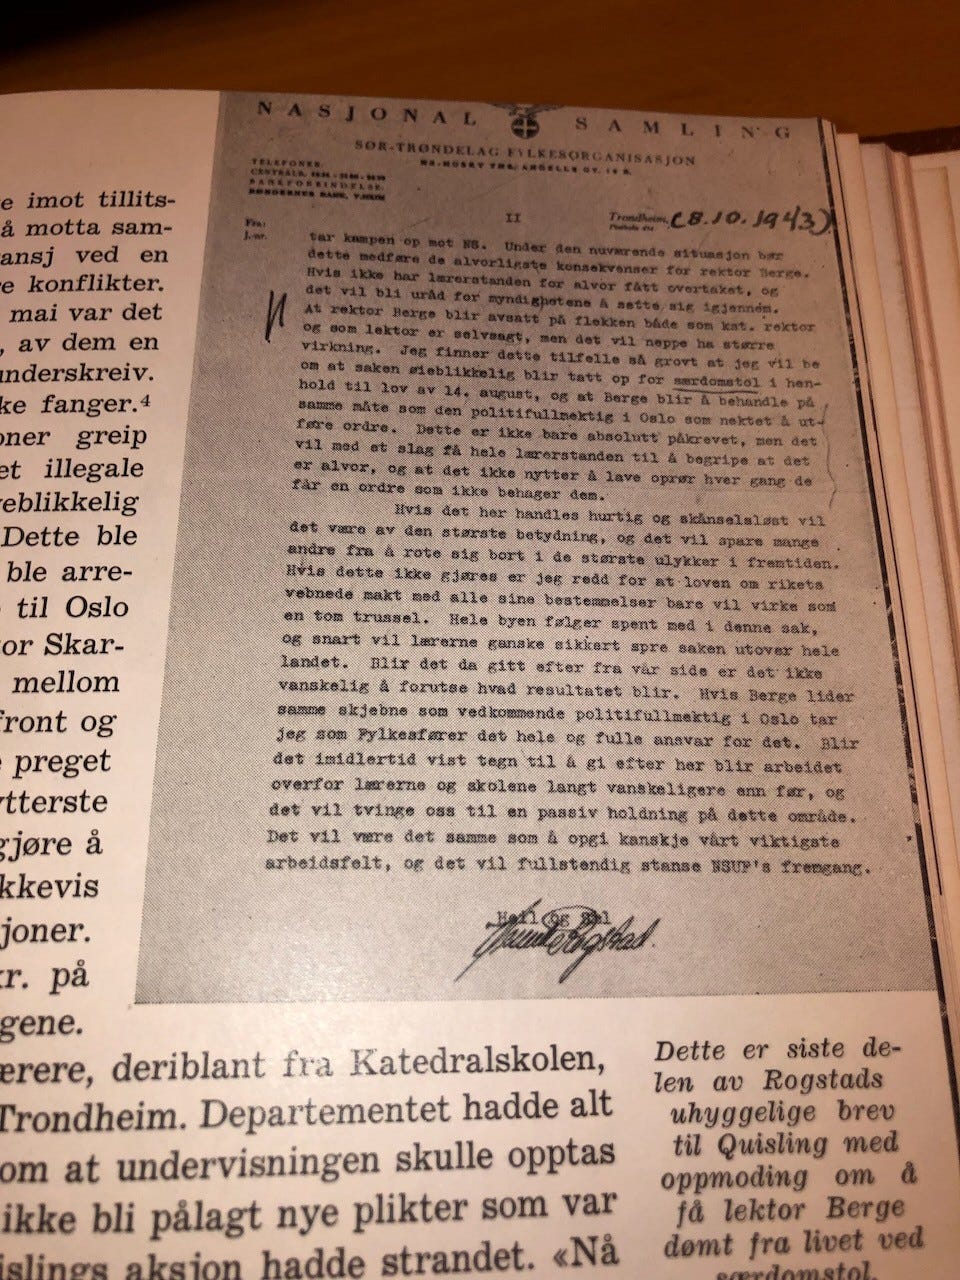 e imot tillits-
å motta sam-
ansj ved en
e konflikter.
mai var det
, av dem en
underskreiv.
ke fanger.⁴
oner greip
et illegale
eblikkelig
Dette ble
ble arre-
til Oslo
or Skar-
mellom
front og
e preget
tterste
gjøre å
kkevis
joner.
kr. på
gene.
ærere, deriblant fra Katedralskolen,
Trondheim. Departementet hadde alt
om at undervisningen skulle opptas
ikke bli pålagt nye plikter som var
islings aksjon hadde strandet. «Nå
NASJONAL SAMLING
SØR-TRØNDELAG FYLKESORGANISASJON
NS-HUSET THS. ANGELLS GT. 10 B.
TELEFONER:
CENTRALB.
BANKFORBINDELSE:
BØNDERNES BANK,
Fra:
J.-nr.
II
Trondheim, (8.10.1943)
tar kampen op mot NS. Under den nuværende situasjon bør
dette medføre de alvorligste konsekvenser for rektor Berge.
Hvis ikke har lærerstanden for alvor fått overtaket, og
det vil bli uråd for myndighetene å sette sig igjennem.
At rektor Berge blir avsatt på flekken både som kst. rektor
og som lektor er selvsagt, men det vil neppe ha større
virkning. Jeg finner dette tilfelle så grovt at jeg vil be
om at saken øieblikkelig blir tatt op for særdomstol i hen-
hold til lov av 14. august, og at Berge blir å behandle på
samme måte som den politifullmektig i Oslo som nektet å ut-
føre ordre. Dette er ikke bare absolutt påkrevet, men det
vil med et slag få hele lærerstanden til å begripe at det
er alvor, og at det ikke nytter å lave oprør hver gang de
får en ordre som ikke behager dem.
Hvis det her handles hurtig og skånselsløst vil
det være av den største betydning, og det vil spare mange
andre fra å rote sig bort i de største ulykker i fremtiden.
Hvis dette ikke gjøres er jeg redd for at loven om rikets
vebnede makt med alle sine bestemmelser bare vil virke som
en tom trussel. Hele byen følger spent med i denne sak,
og snart vil lærerne ganske sikkert spre saken utover hele
landet. Blir det da gitt efter fra vår side er det ikke
vanskelig å forutse hvad resultatet blir. Hvis Berge lider
samme skjebne som vedkommende politifullmektig i Oslo tar
jeg som Fylkesfører det hele og fulle ansvar for det. Blir
det imidlertid vist tegn til å gi efter her blir arbeidet
overfor lærerne og skolene langt vanskeligere enn før, og
det vil tvinge oss til en passiv holdning på dette område.
Det vil være det samme som å opgi kanskje vårt viktigste
arbeidsfelt, og det vil fullstendig stanse NSUF's fremgang.
Heil og Sæl
Rogstad.
Dette er siste de-
len av Rogstads
uhyggelige brev
til Quisling med
oppmoding om å
få lektor Berge
dømt fra livet ved
særdomstol.